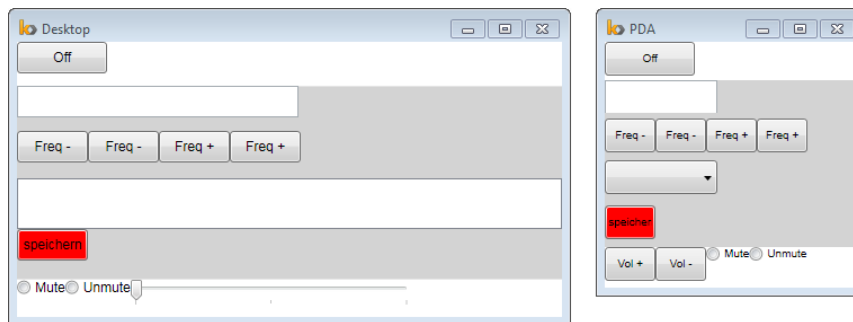 Desktop
Off
Freq - Freq - Freq + Freq +
speichern
Mute Unmute
PDA
Off
Freq - Freq - Freq + Freq +
speicher
Vol + Vol - Mute Unmute